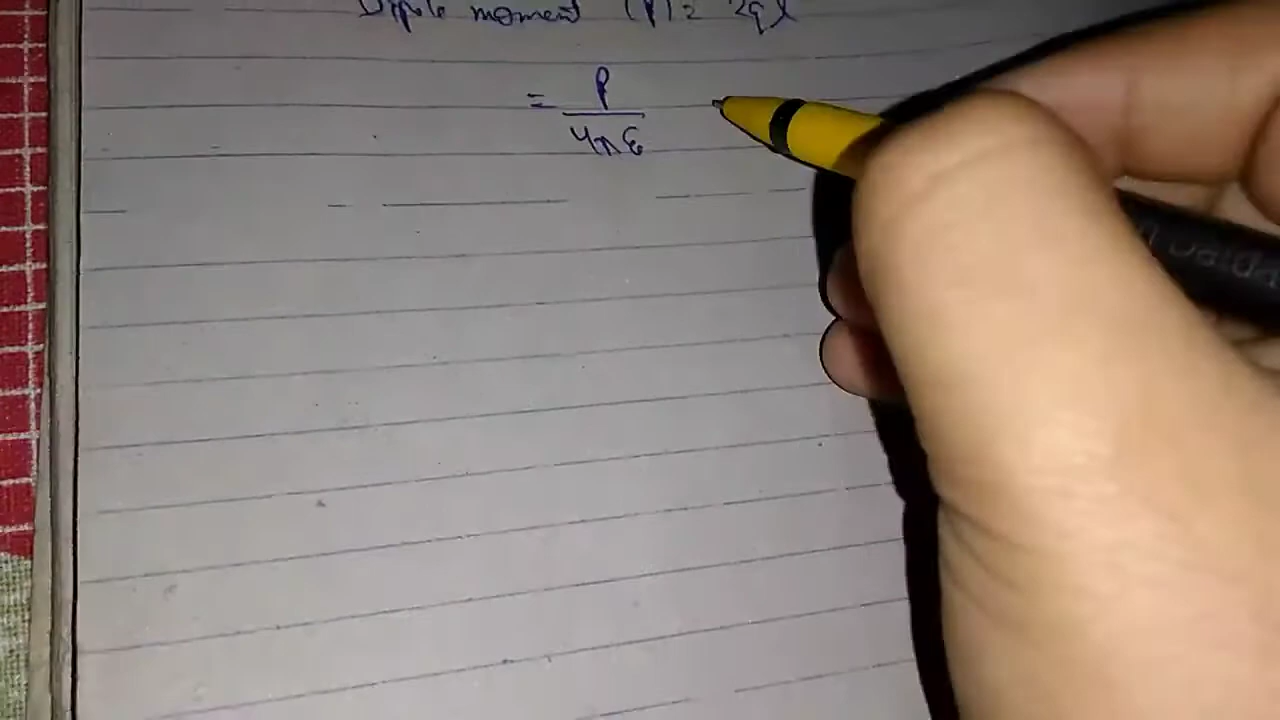 Dipole moment (P) = 2ql
= P / 4πε